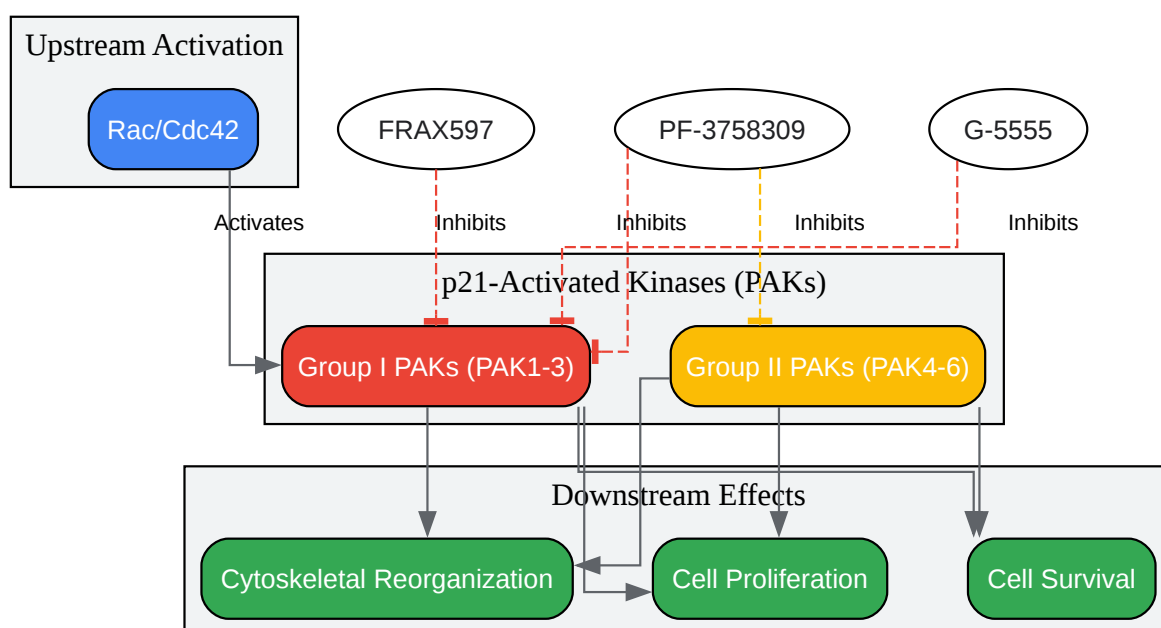 Upstream Activation
Rac/Cdc42
FRAX597
PF-3758309
G-5555
Activates
Inhibits
Inhibits
Inhibits
Inhibits
p21-Activated Kinases (PAKs)
Group I PAKs (PAK1-3)
Group II PAKs (PAK4-6)
Downstream Effects
Cytoskeletal Reorganization
Cell Proliferation
Cell Survival